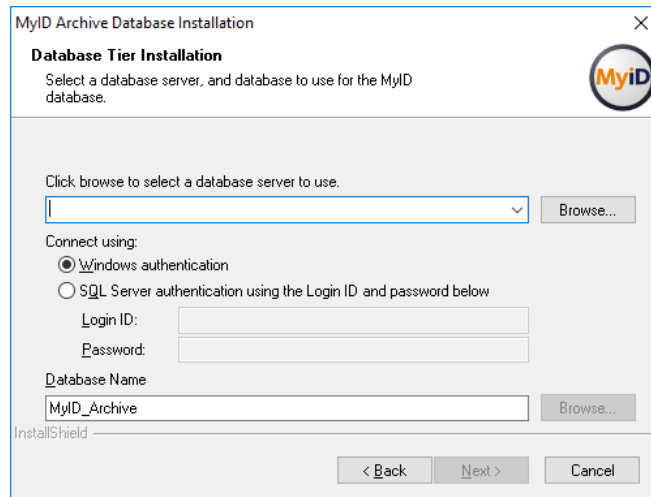 MyID Archive Database Installation
Database Tier Installation
Select a database server, and database to use for the MyID
database.
MyiD
Click browse to select a database server to use.
Browse...
Connect using:
Windows authentication
SQL Server authentication using the Login ID and password below
Login ID:
Password:
Database Name
MyID_Archive
Browse...
InstallShield
< Back
Next >
Cancel